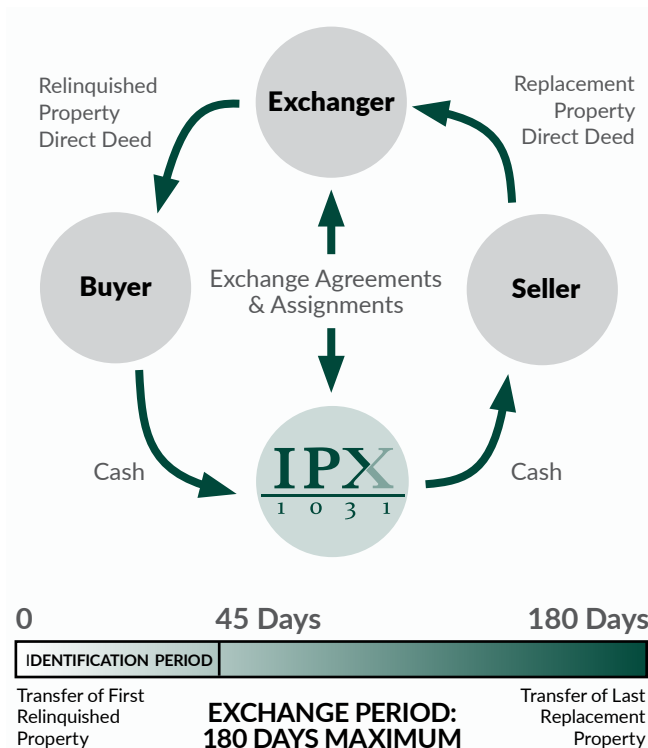 Relinquished
Property
Direct Deed
Exchanger
Replacement
Property
Direct Deed
Buyer
Exchange Agreements
& Assignments
Seller
Cash
IPX
1031
Cash
0
45 Days
180 Days
IDENTIFICATION PERIOD
Transfer of First
Relinquished
Property
EXCHANGE PERIOD:
180 DAYS MAXIMUM
Transfer of Last
Replacement
Property